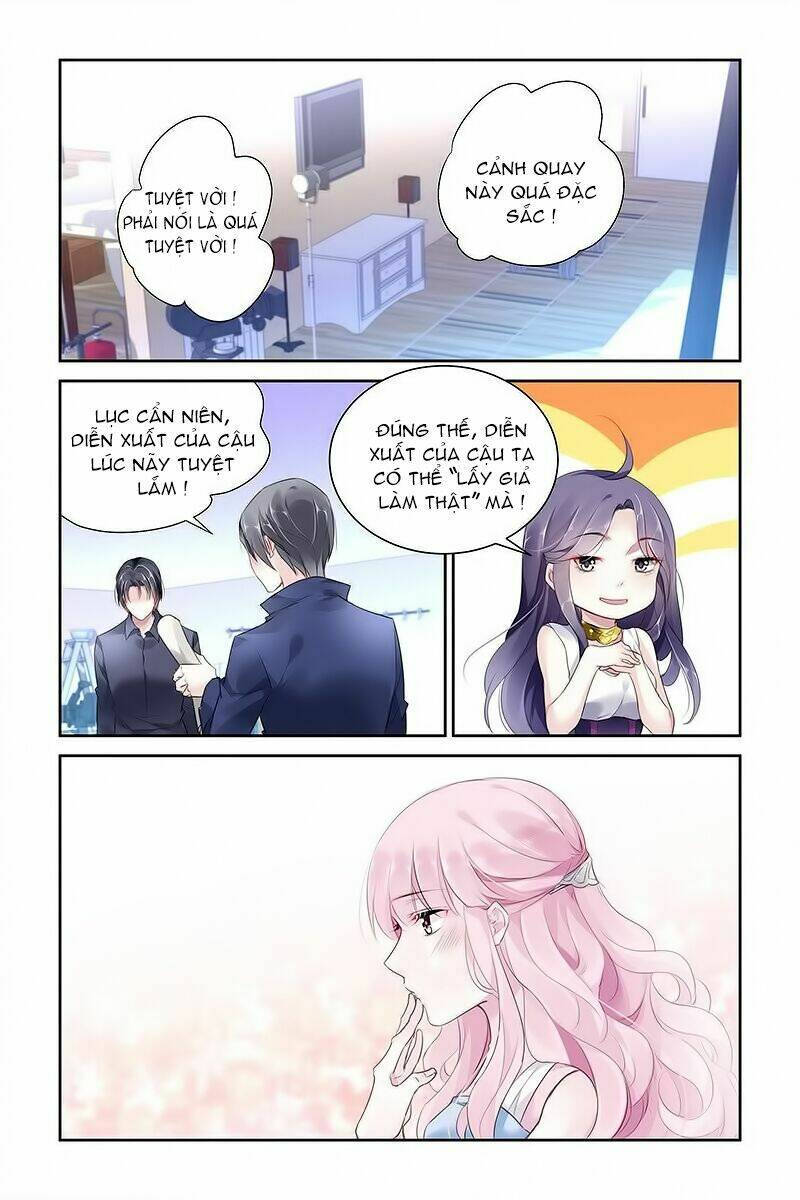 TUYỆT VỜI !
PHẢI NÓI LÀ QUÁ
TUYỆT VỜI !
CẢNH QUAY
NÀY QUÁ ĐẶC
SẮC !
LỤC CẨN NIÊN,
DIỄN XUẤT CỦA CẬU
LÚC NÃY TUYỆT
LẮM !
ĐÚNG THẾ, DIỄN
XUẤT CỦA CẬU TA
CÓ THỂ "LẤY GIẢ
LÀM THẬT" MÀ !